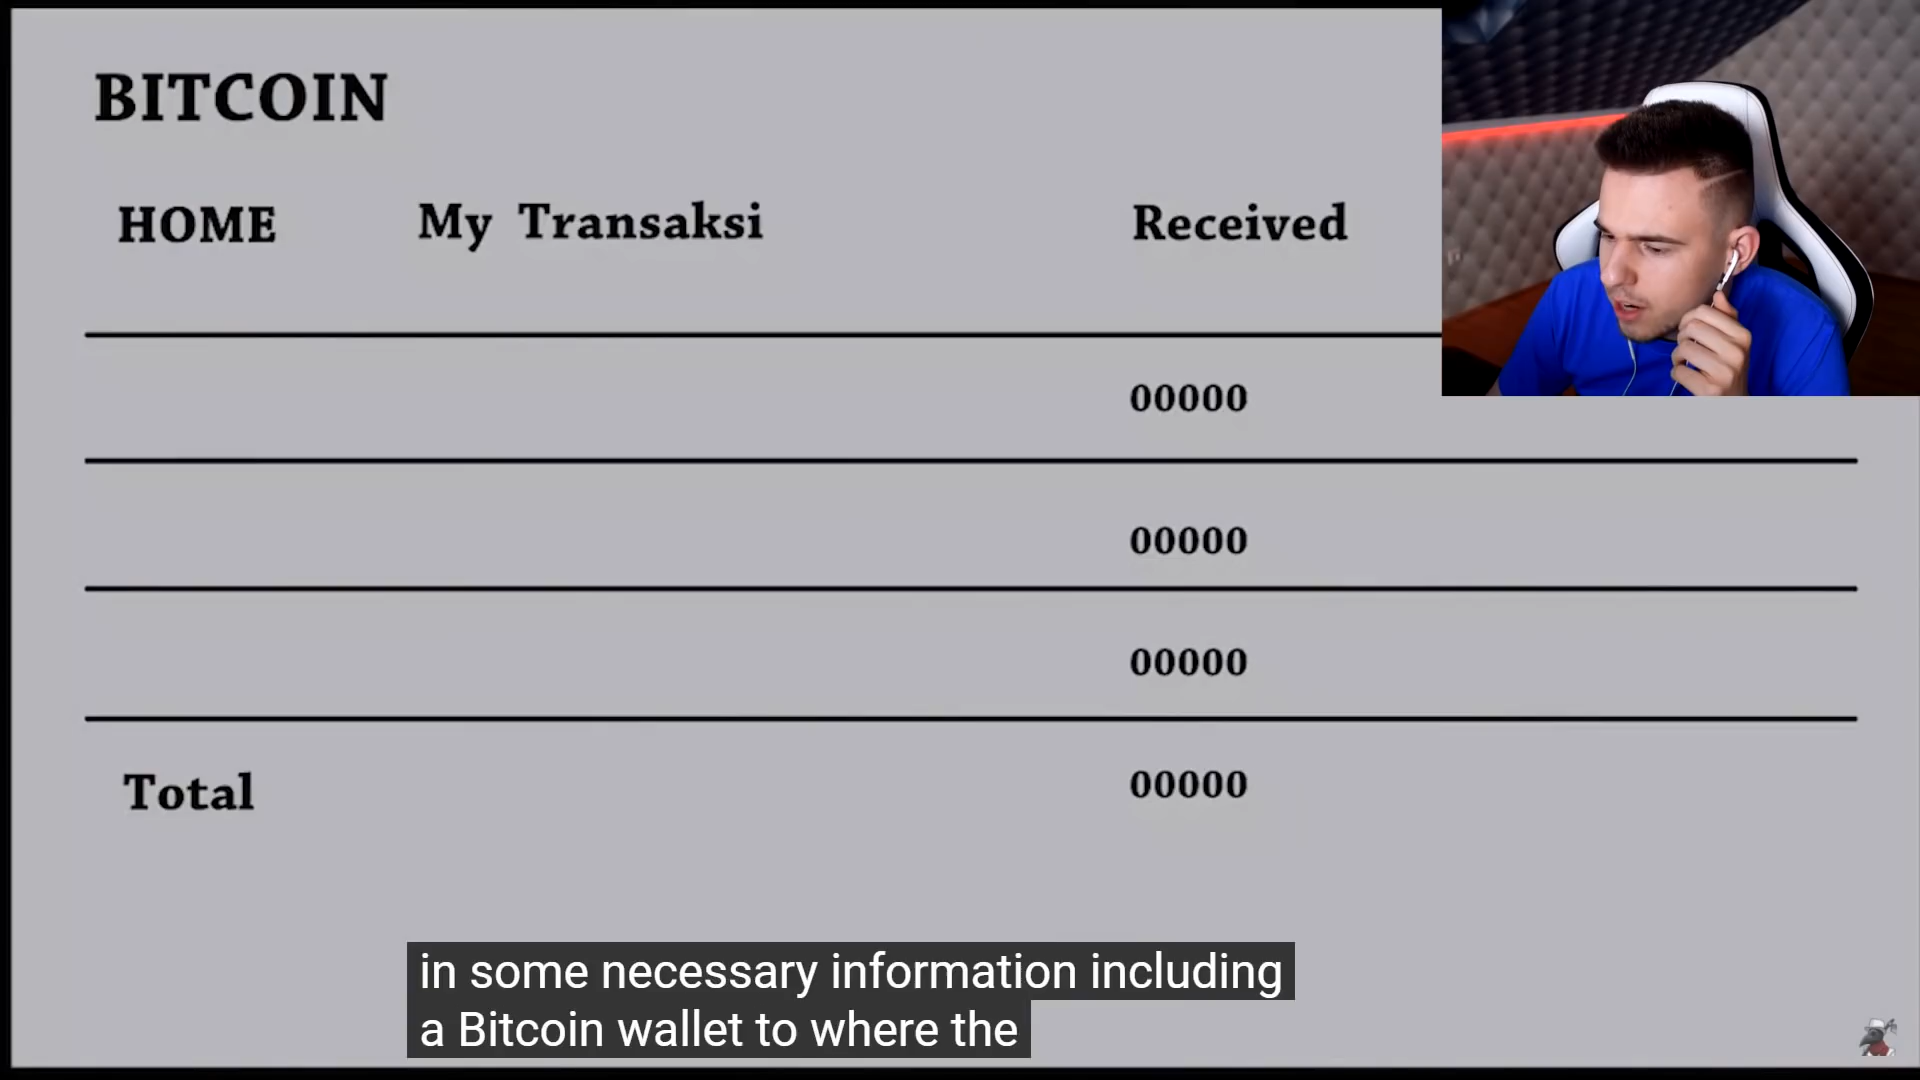 BITCOIN
HOME My Transaksi Received
00000
00000
00000
Total 00000
in some necessary information including
a Bitcoin wallet to where the